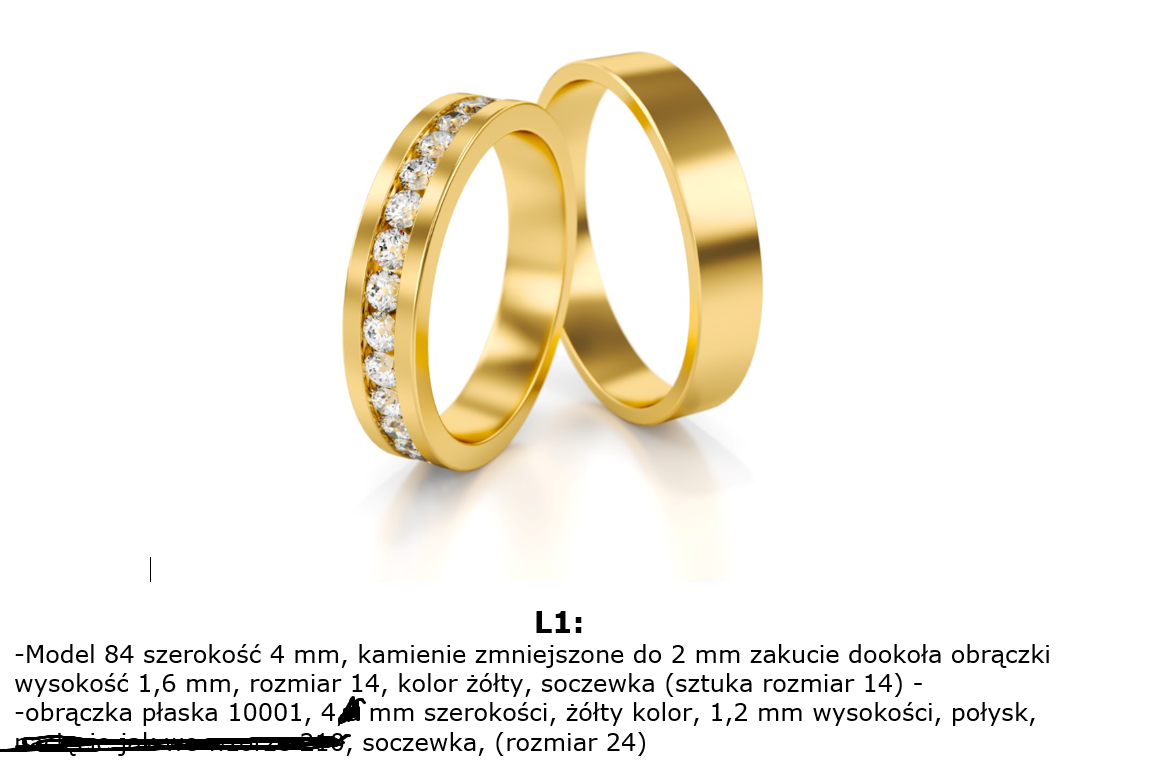 L1:
-Model 84 szerokość 4 mm, kamienie zmniejszone do 2 mm zakucie dookoła obrączki
wysokość 1,6 mm, rozmiar 14, kolor żółty, soczewka (sztuka rozmiar 14) -
-obrączka płaska 10001, 4, mm szerokości, żółty kolor, 1,2 mm wysokości, połysk,
, soczewka, (rozmiar 24)